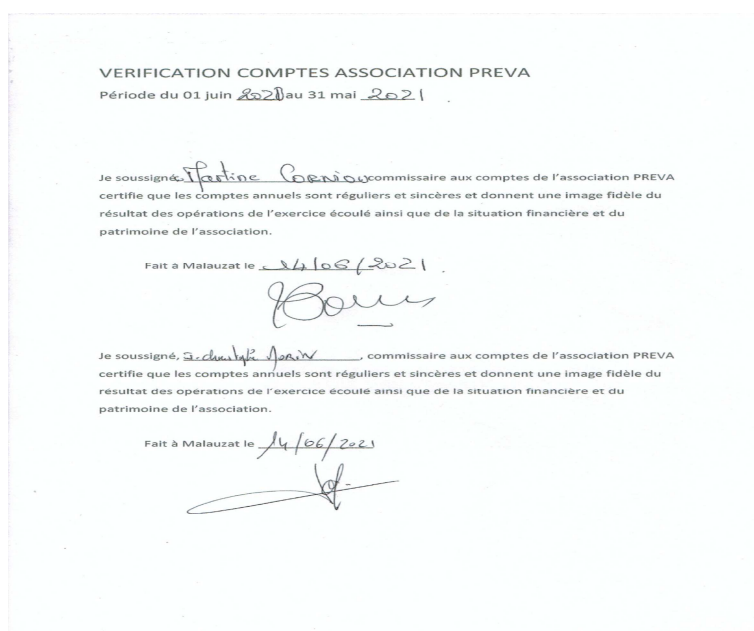 VERIFICATION COMPTES ASSOCIATION PREVA
Période du 01 juin au 31 mai 2021
Je soussignée Martine commissaire aux comptes de l'association PREVA
certifie que les comptes annuels sont réguliers et sincères et donnent une image fidèle du
résultat des opérations de l'exercice écoulé ainsi que de la situation financière et du
patrimoine de l'association.
Fait à Malauzat le 14/06/2021
Je soussigné, , commissaire aux comptes de l'association PREVA
certifie que les comptes annuels sont réguliers et sincères et donnent une image fidèle du
résultat des opérations de l'exercice écoulé ainsi que de la situation financière et du
patrimoine de l'association.
Fait à Malauzat le 14/06/2021